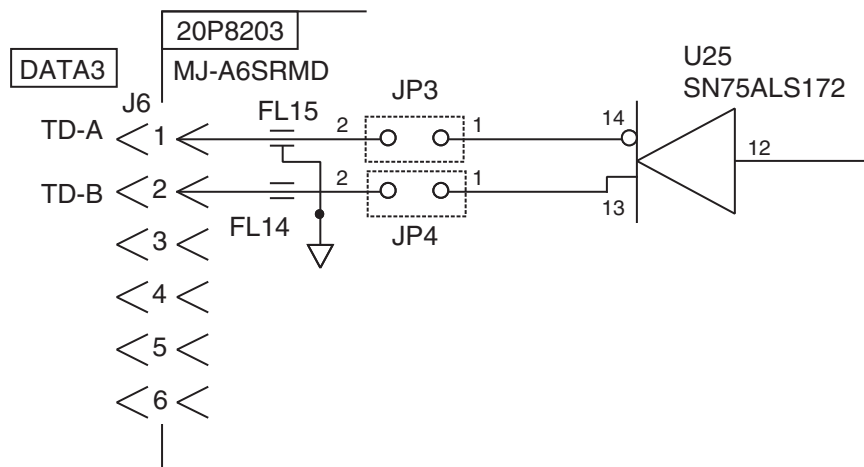 20P8203
DATA3
MJ-A6SRMD
U25
SN75ALS172
J6
JP3
FL15
TD-A
1
2
1
14
12
TD-B
2
2
1
13
FL14
JP4
3
4
5
6